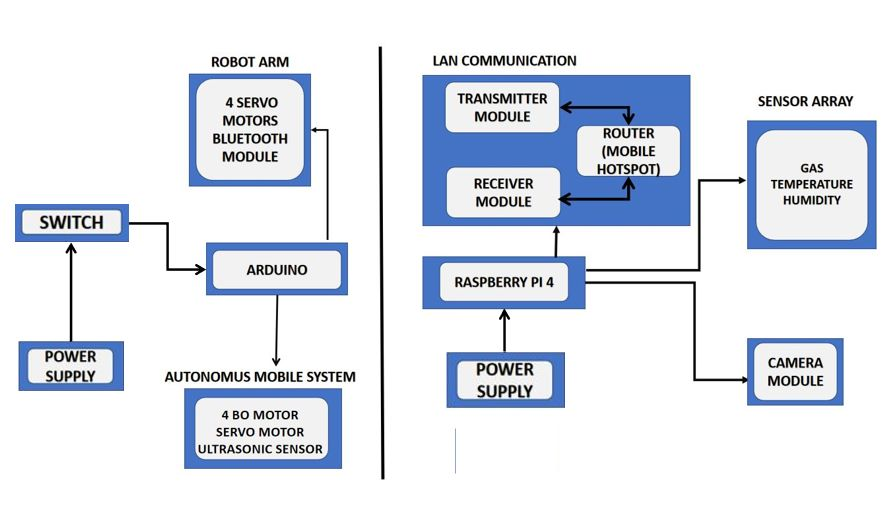 ROBOT ARM
4 SERVO
MOTORS
BLUETOOTH
MODULE
SWITCH
ARDUINO
POWER
SUPPLY
AUTONOMUS MOBILE SYSTEM
4 BO MOTOR
SERVO MOTOR
ULTRASONIC SENSOR
LAN COMMUNICATION
TRANSMITTER
MODULE
ROUTER
(MOBILE
HOTSPOT)
RECEIVER
MODULE
SENSOR ARRAY
GAS
TEMPERATURE
HUMIDITY
RASPBERRY PI 4
POWER
SUPPLY
CAMERA
MODULE